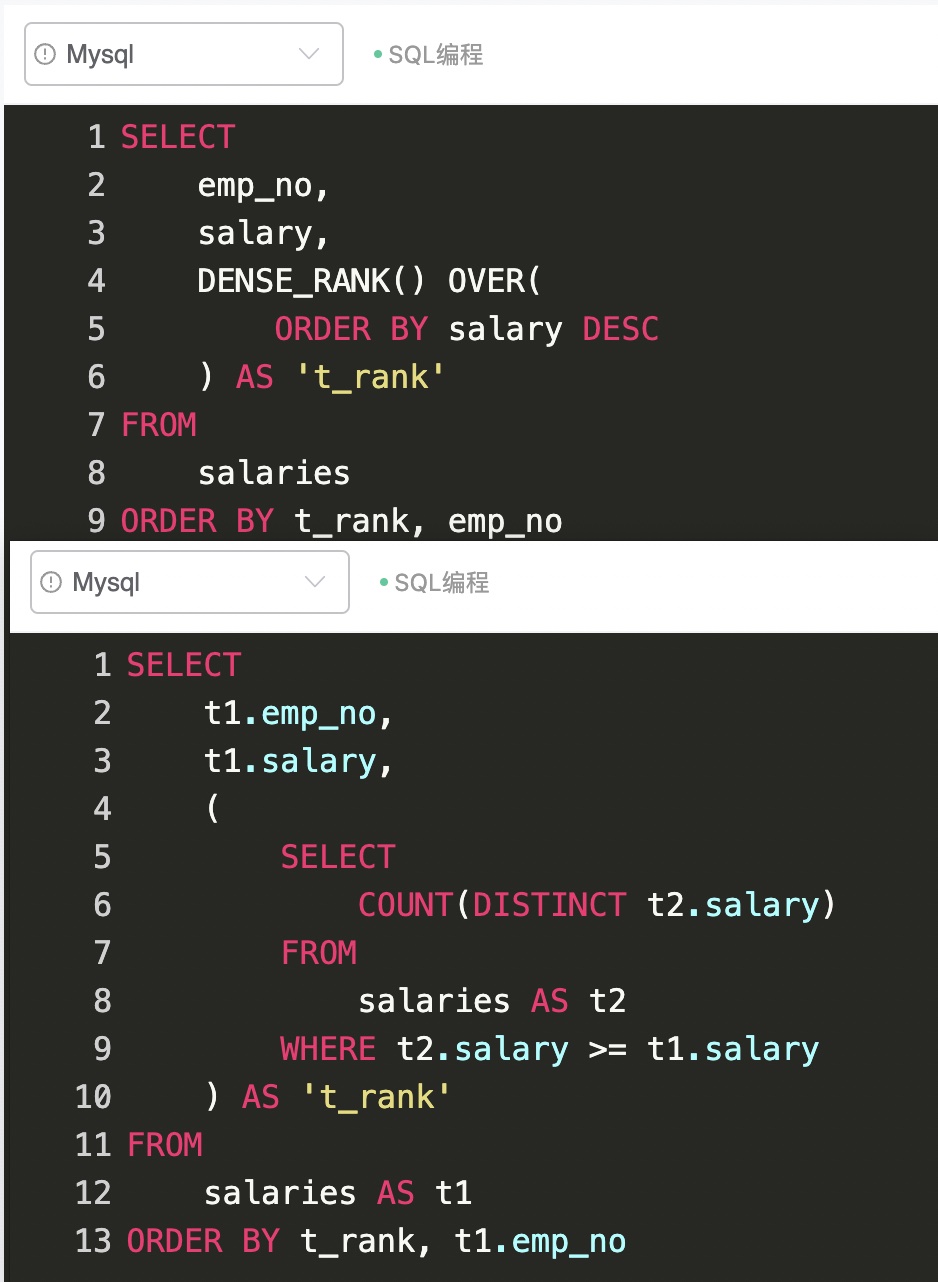 Mysql
SQL编程
1 SELECT
2 emp_no,
3 salary,
4 DENSE_RANK() OVER(
5 ORDER BY salary DESC
6 ) AS 't_rank'
7 FROM
8 salaries
9 ORDER BY t_rank, emp_no
Mysql
SQL编程
1 SELECT
2 t1.emp_no,
3 t1.salary,
4 (
5 SELECT
6 COUNT(DISTINCT t2.salary)
7 FROM
8 salaries AS t2
9 WHERE t2.salary >= t1.salary
10 ) AS 't_rank'
11 FROM
12 salaries AS t1
13 ORDER BY t_rank, t1.emp_no